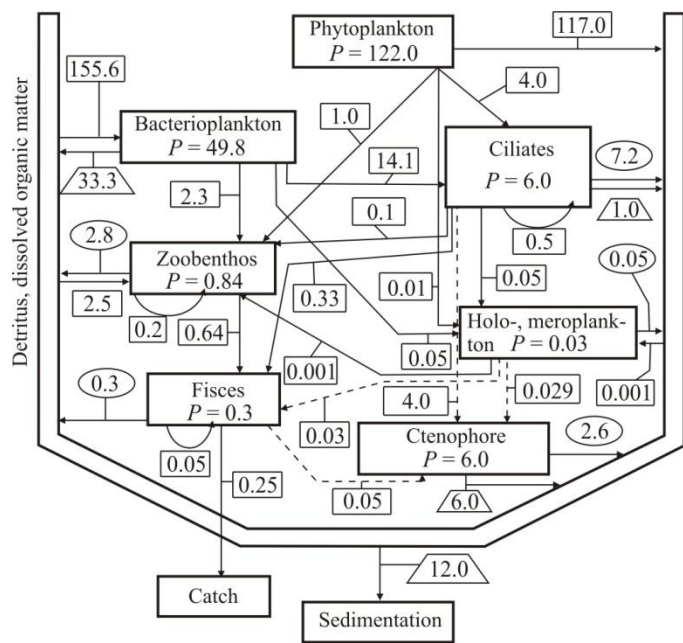 Phytoplankton
P = 122.0
117.0
155.6
4.0
Bacterioplankton
P = 49.8
1.0
Ciliates
P = 6.0
7.2
14.1
33.3
2.3
1.0
0.1
0.5
2.8
Zoobenthos
P = 0.84
0.33
0.01
0.05
0.05
2.5
0.2
0.64
Holo-, meroplank-
ton P = 0.03
0.001
0.05
0.001
0.3
Fisces
P = 0.3
0.03
4.0
0.029
Ctenophore
P = 6.0
2.6
0.05
0.25
0.05
6.0
12.0
Catch
Sedimentation
Detritus, dissolved organic matter